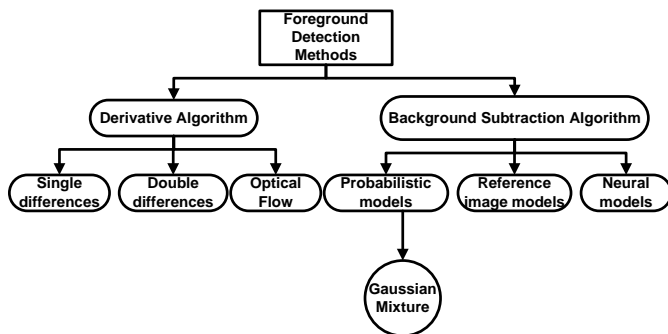 Foreground
Detection
Methods
Derivative Algorithm
Background Subtraction Algorithm
Single
differences
Double
differences
Optical
Flow
Probabilistic
models
Reference
image models
Neural
models
Gaussian
Mixture